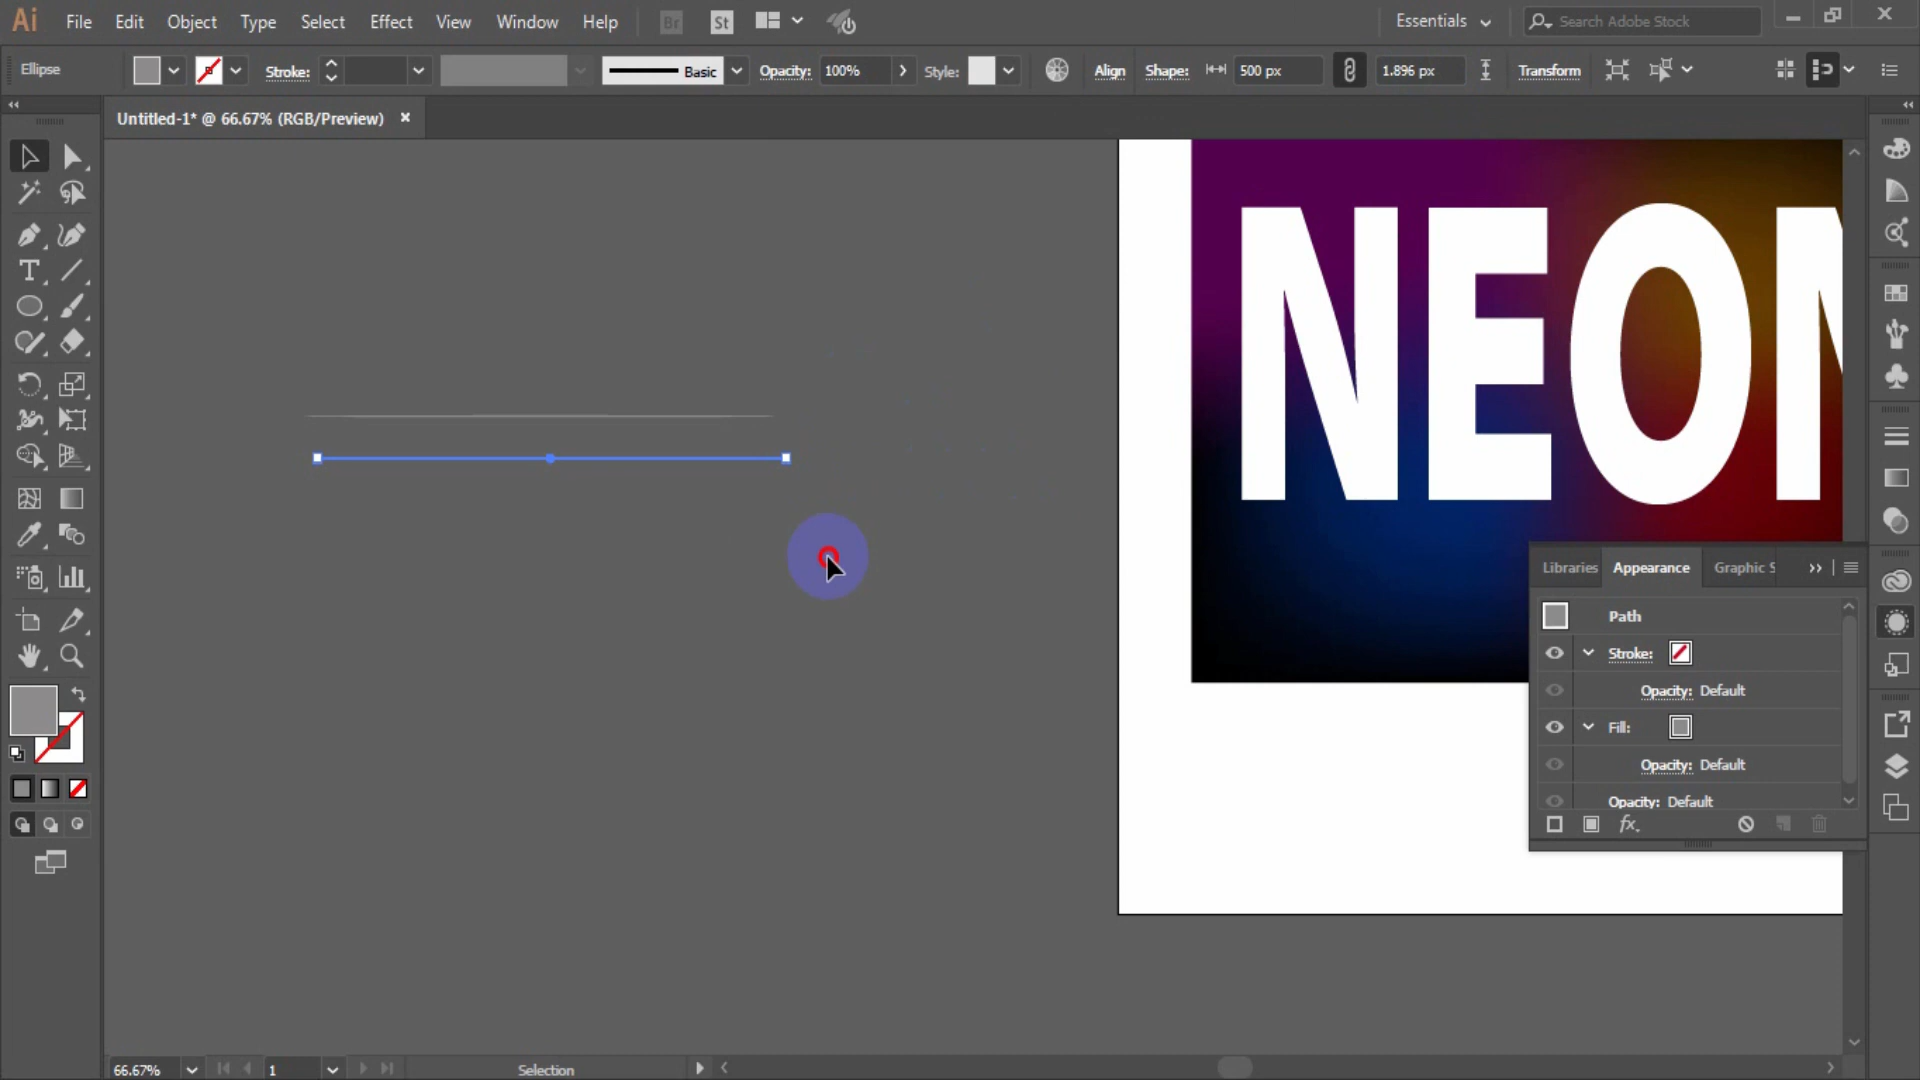 Ai File Edit Object Type Select Effect View Window Help Br St Essentials Search Adobe Stock
Ellipse Stroke: Basic Opacity: 100% Style: Align Shape: 500 px 1.896 px Transform
Untitled-1* @ 66.67% (RGB/Preview)
NEON
Libraries Appearance Graphic S
Path
Stroke:
Opacity: Default
Fill:
Opacity: Default
Opacity: Default
fx.
66.67% 1 Selection